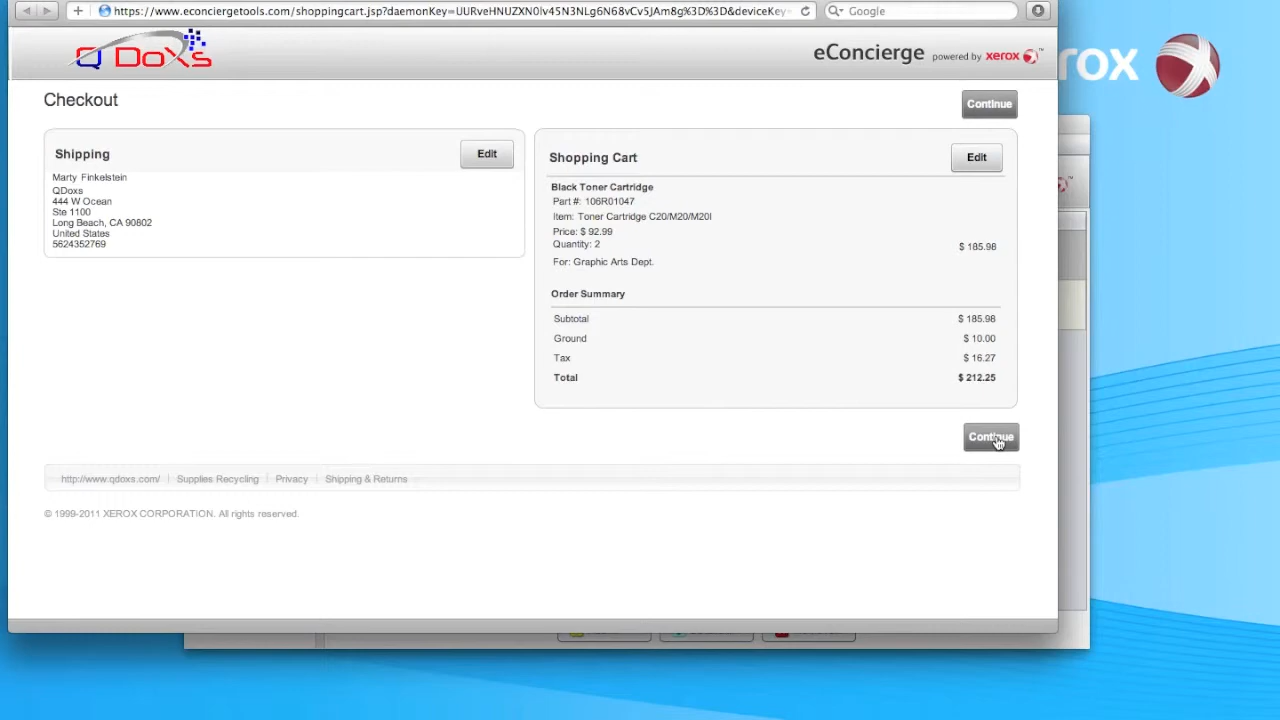 https://www.econciergetools.com/shoppingcart.jsp?daemonKey=UURveHNUZXN0lv45N3NLg6N68vCv5JAm8g%3D%3D&deviceKey
Google
Q DoXs
eConcierge powered by xerox™
rox
Checkout
Continue
Shipping
Edit
Marty Finkelstein
QDoxs
444 W Ocean
Ste 1100
Long Beach, CA 90802
United States
5624352769
Shopping Cart
Edit
Black Toner Cartridge
Part #: 106R01047
Item: Toner Cartridge C20/M20/M20I
Price: $ 92.99
Quantity: 2
$ 185.98
For: Graphic Arts Dept.
Order Summary
Subtotal $ 185.98
Ground $ 10.00
Tax $ 16.27
Total $ 212.25
Continue
http://www.qdoxs.com/ | Supplies Recycling | Privacy | Shipping & Returns
© 1999-2011 XEROX CORPORATION. All rights reserved.